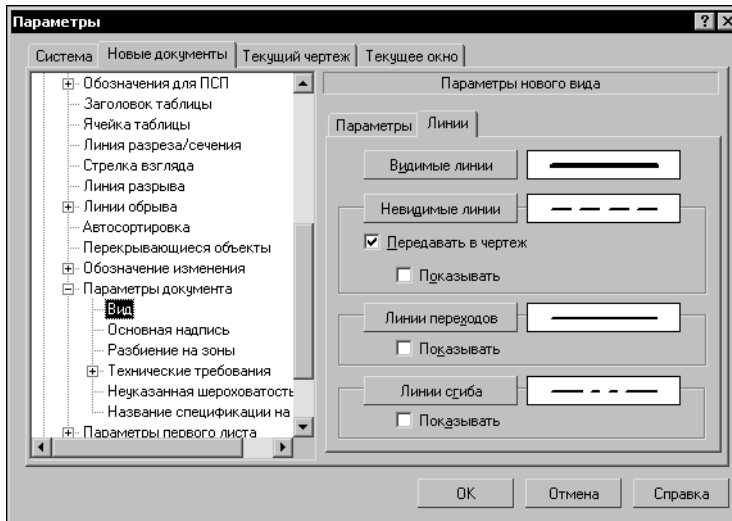 Параметры
Система Новые документы Текущий чертеж Текущее окно
Обозначения для ПСП
Заголовок таблицы
Ячейка таблицы
Линия разреза/сечения
Стрелка взгляда
Линия разрыва
Линии обрыва
Автосортировка
Перекрывающиеся объекты
Обозначение изменения
Параметры документа
Вид
Основная надпись
Разбиение на зоны
Технические требования
Неуказанная шероховатость
Название спецификации на
Параметры первого листа
Параметры нового вида
Параметры Линии
Видимые линии
Невидимые линии
Передавать в чертеж
Показывать
Линии переходов
Показывать
Линии сгиба
Показывать
OK Отмена Справка